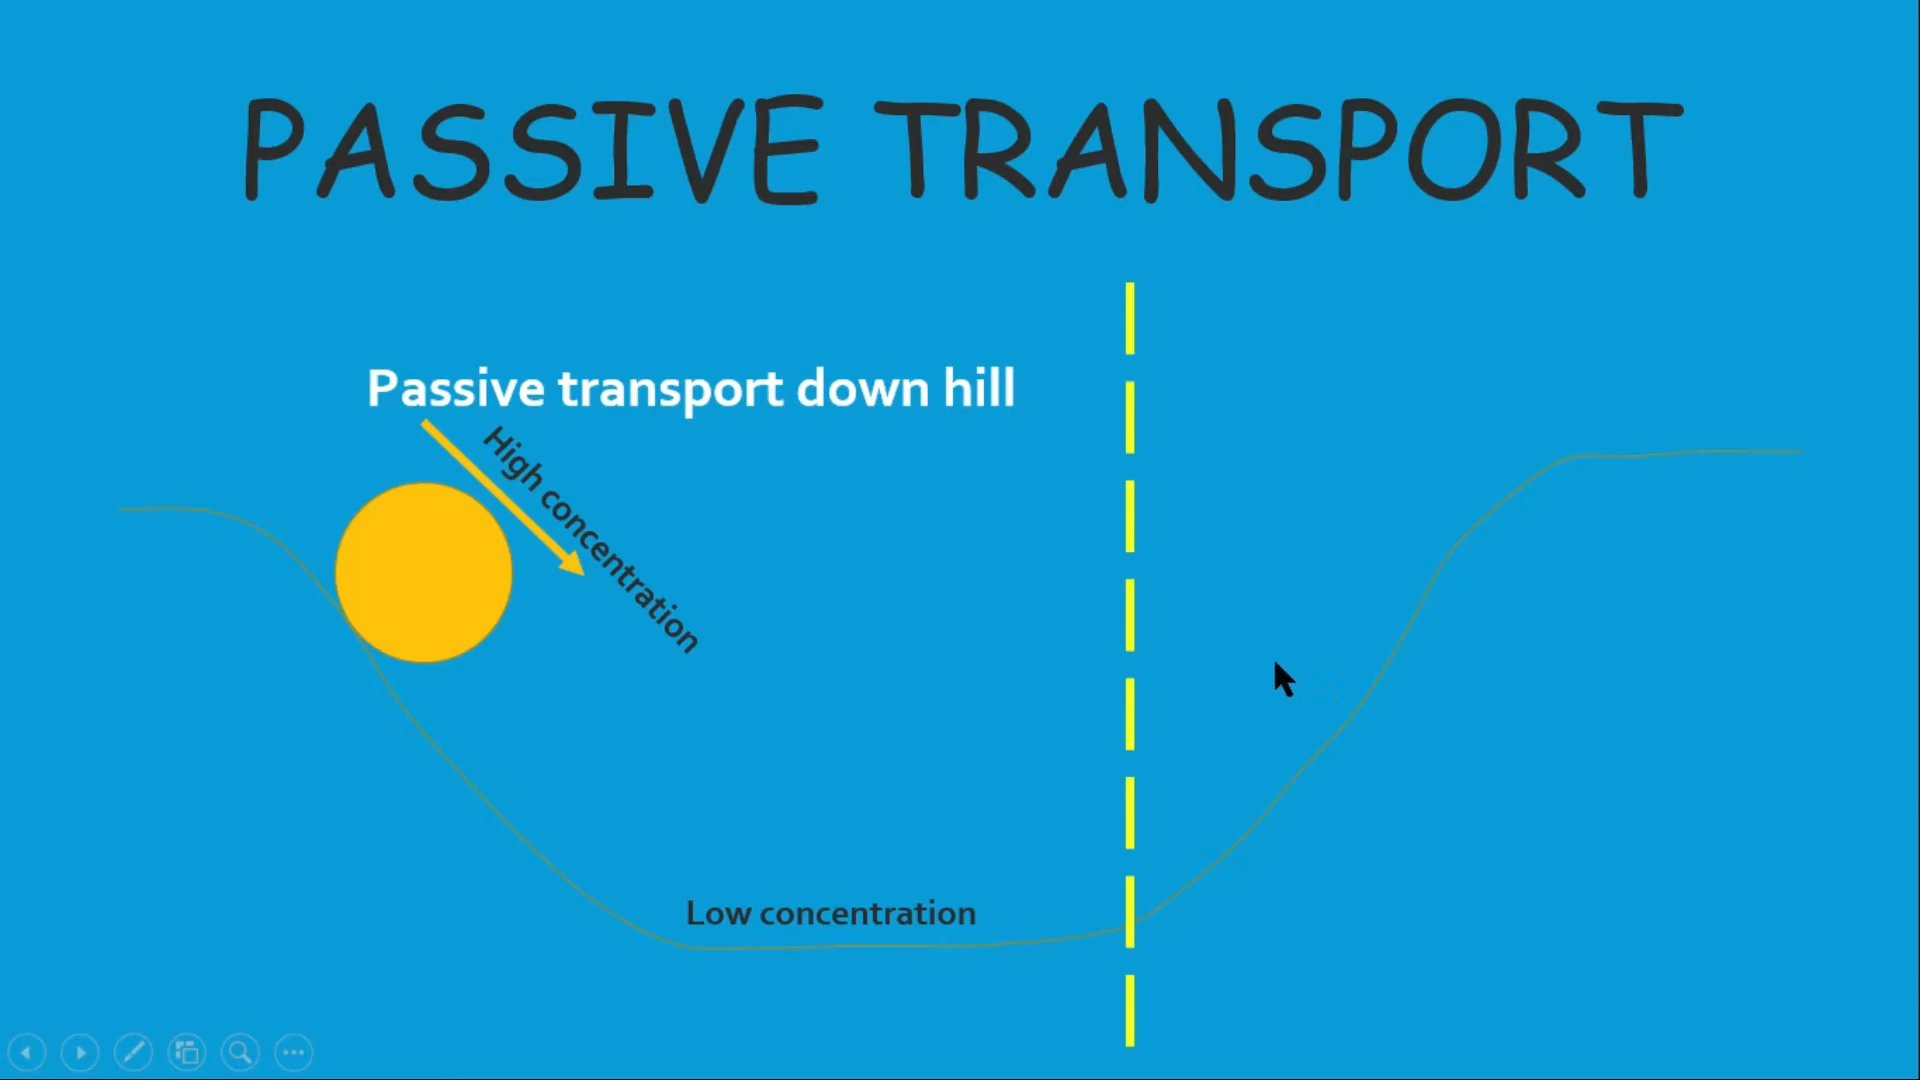 PASSIVE TRANSPORT
Passive transport down hill
High concentration
Low concentration